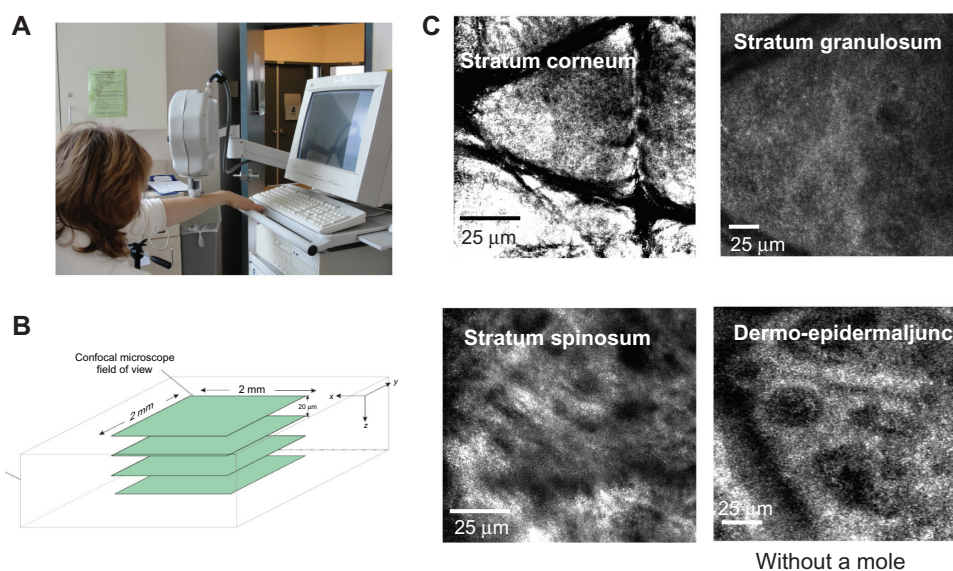 A
B
Confocal microscope
field of view
2 mm
2 mm
20 μm
x
y
z
C
Stratum corneum
25 μm
Stratum granulosum
25 μm
Stratum spinosum
25 μm
Dermo-epidermaljunc
25 μm
Without a mole